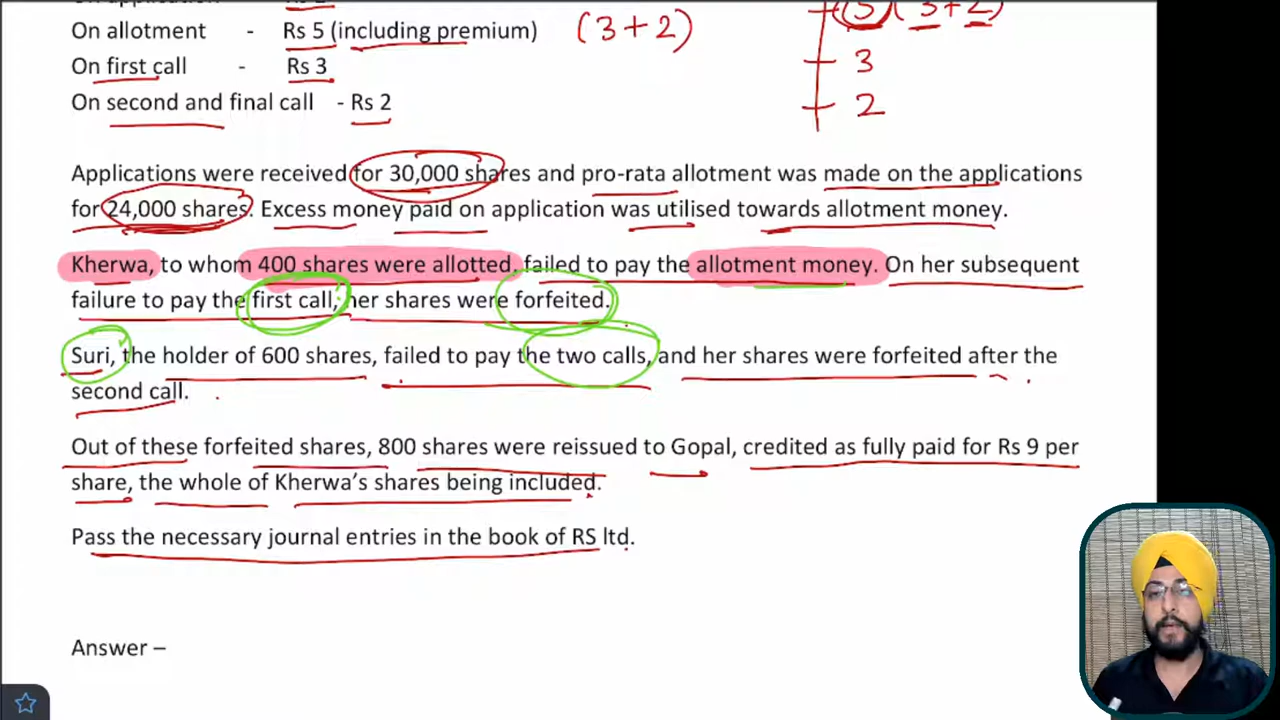 On allotment - Rs 5 (including premium) (3+2)
On first call - Rs 3
On second and final call - Rs 2
(3+2)
3
2
Applications were received for 30,000 shares and pro-rata allotment was made on the applications
for 24,000 shares. Excess money paid on application was utilised towards allotment money.
Kherwa, to whom 400 shares were allotted, failed to pay the allotment money. On her subsequent
failure to pay the first call, her shares were forfeited.
Suri, the holder of 600 shares, failed to pay the two calls, and her shares were forfeited after the
second call.
Out of these forfeited shares, 800 shares were reissued to Gopal, credited as fully paid for Rs 9 per
share, the whole of Kherwa's shares being included.
Pass the necessary journal entries in the book of RS ltd.
Answer –